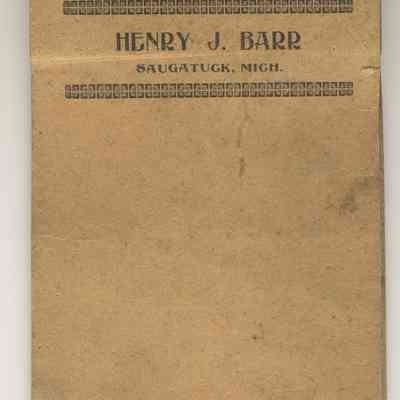 HENRY J. BARR
SAUGATUCK, MICH.